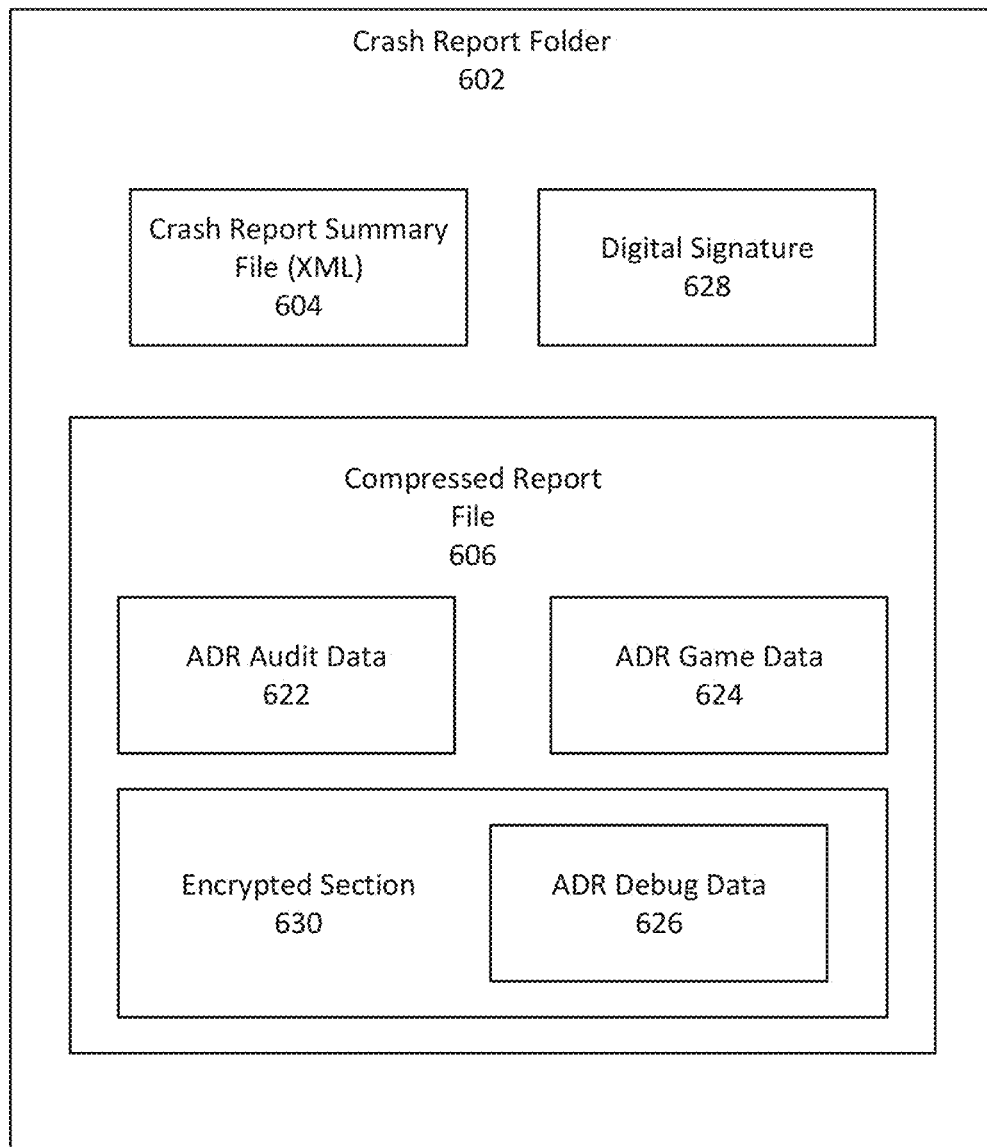 Crash Report Folder
602
Crash Report Summary
File (XML)
604
Digital Signature
628
Compressed Report
File
606
ADR Audit Data
622
ADR Game Data
624
Encrypted Section
630
ADR Debug Data
626